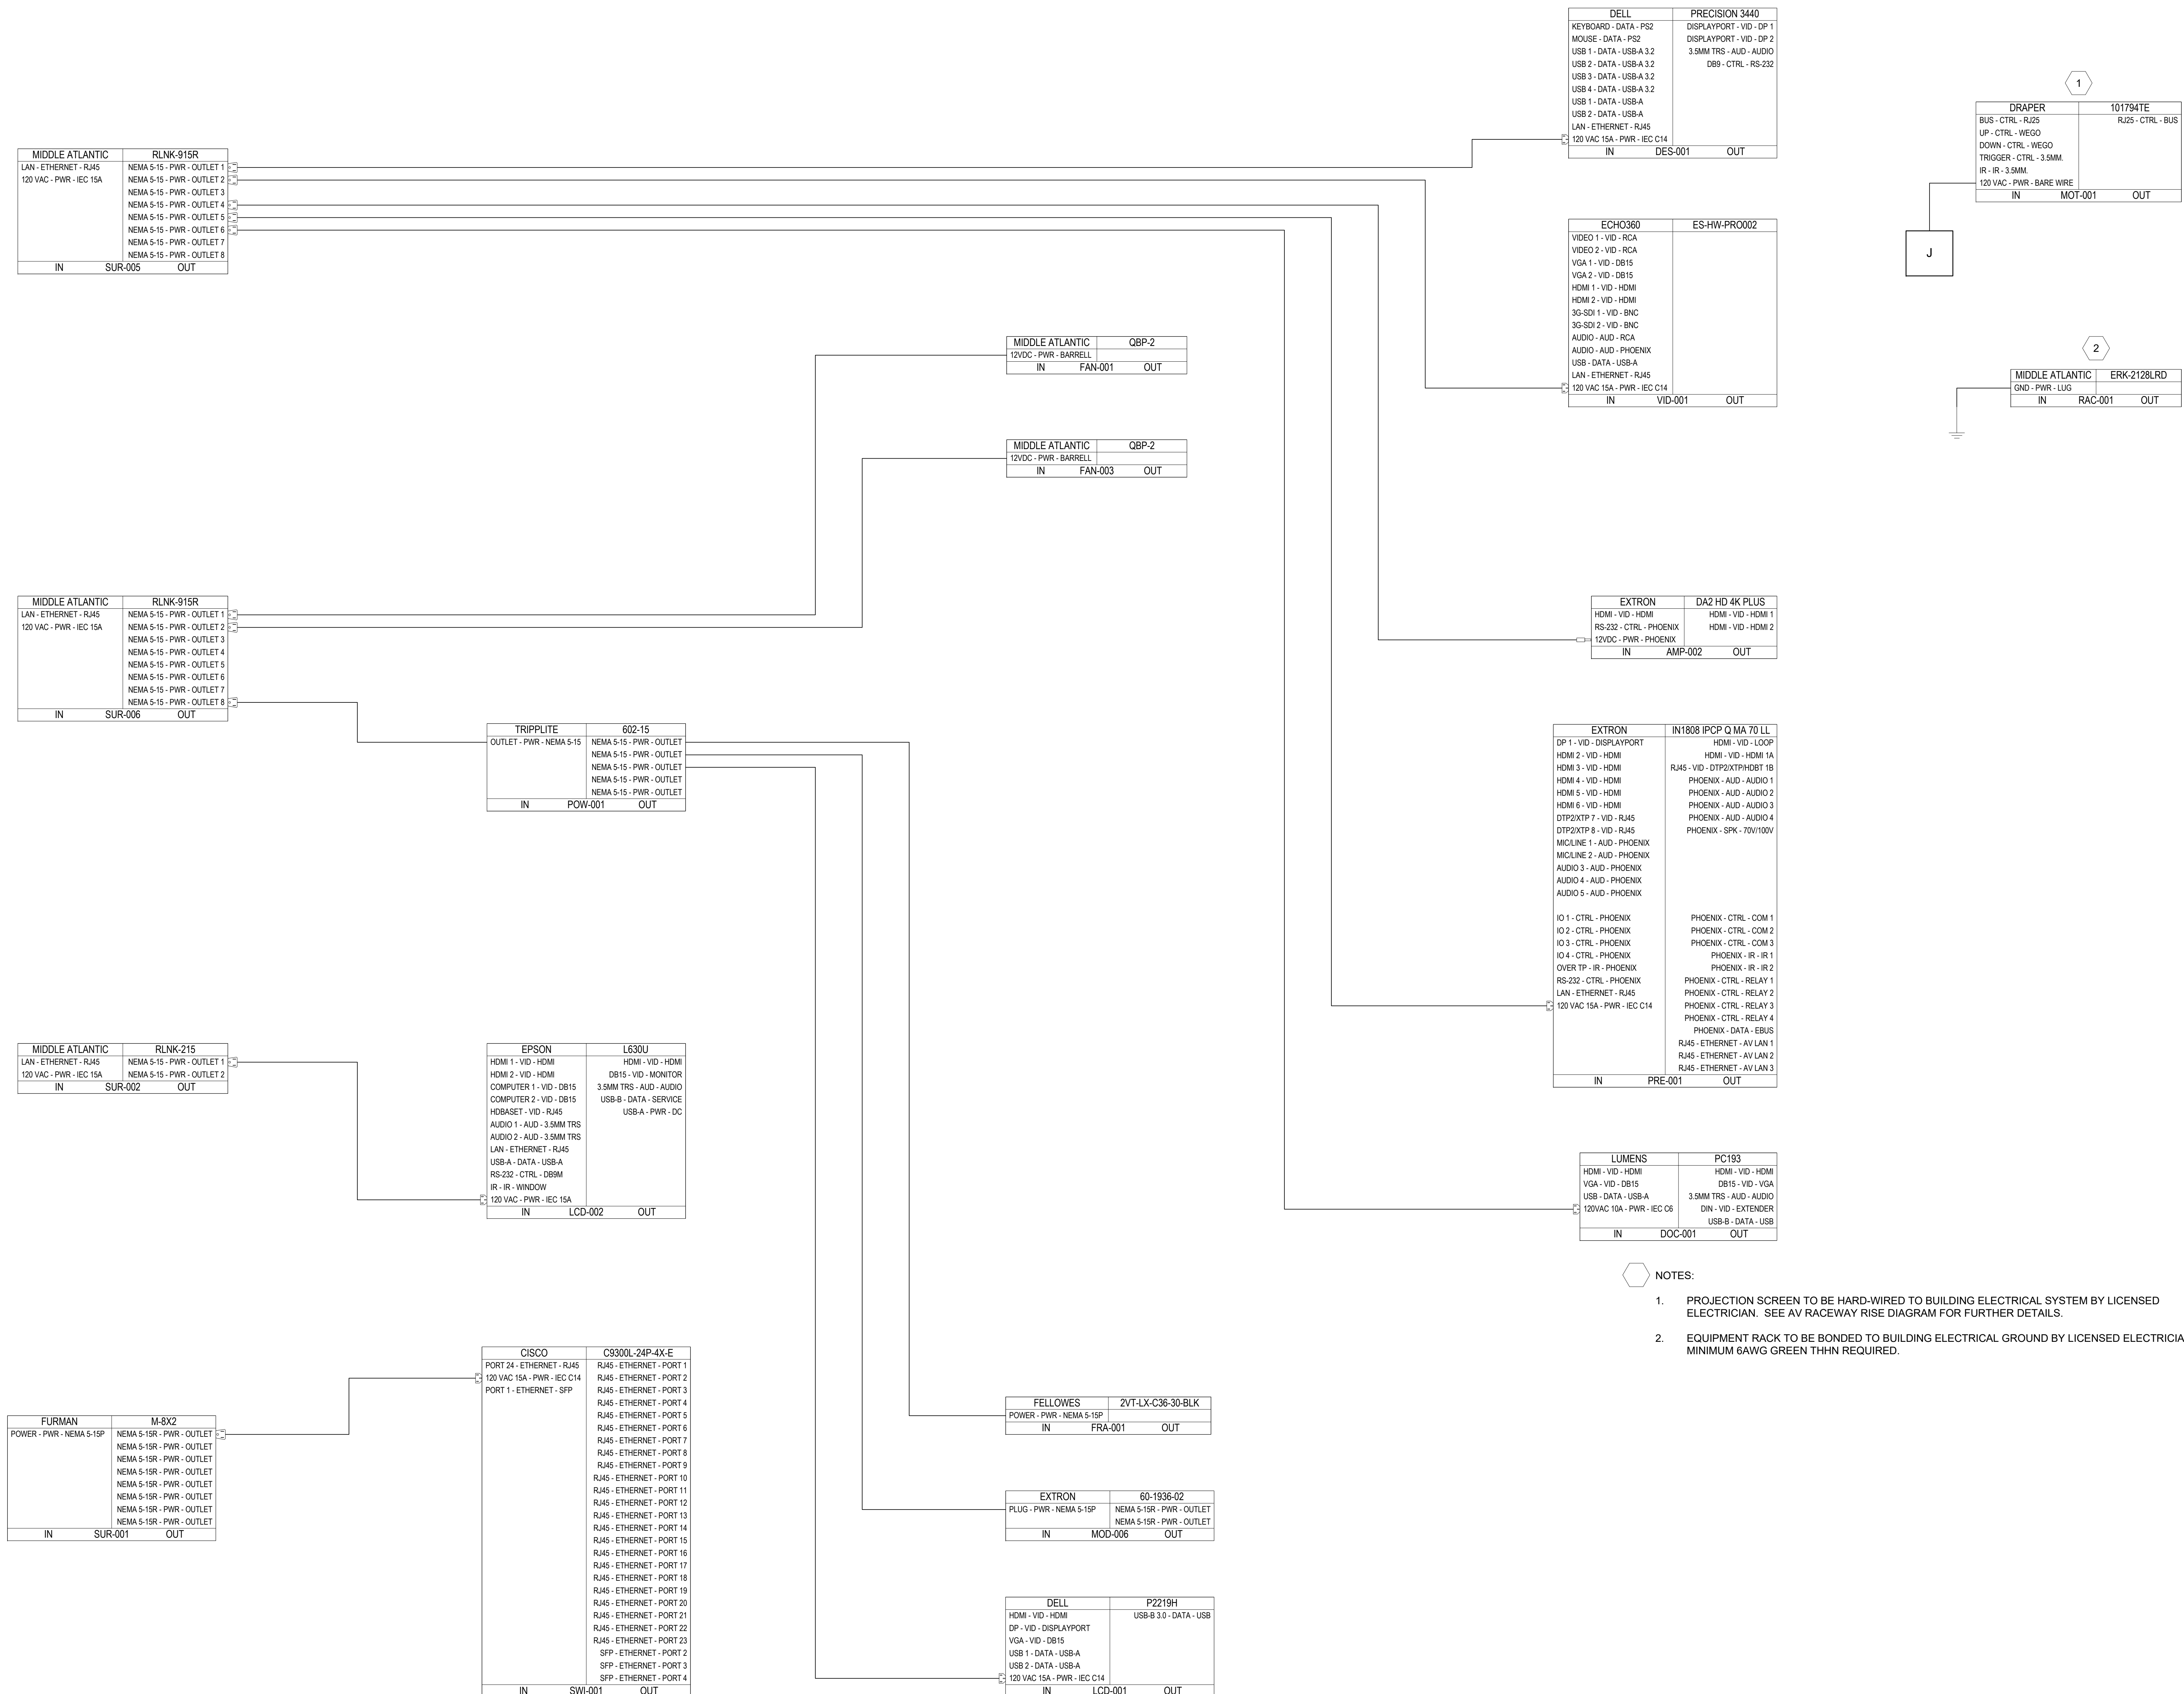 DELL PRECISION 3440
KEYBOARD - DATA - PS2 DISPLAYPORT - VID - DP 1
MOUSE - DATA - PS2 DISPLAYPORT - VID - DP 2
USB 1 - DATA - USB-A 3.2 3.5MM TRS - AUD - AUDIO
USB 2 - DATA - USB-A 3.2 DB9 - CTRL - RS-232
USB 3 - DATA - USB-A 3.2
USB 4 - DATA - USB-A 3.2
USB 1 - DATA - USB-A
USB 2 - DATA - USB-A
LAN - ETHERNET - RJ45
120 VAC 15A - PWR - IEC C14
IN DES-001 OUT
1
DRAPER 101794TE
BUS - CTRL - RJ25 RJ25 - CTRL - BUS
UP - CTRL - WEGO
DOWN - CTRL - WEGO
TRIGGER - CTRL - 3.5MM.
IR - IR - 3.5MM.
120 VAC - PWR - BARE WIRE
IN MOT-001 OUT
J
MIDDLE ATLANTIC RLNK-915R
LAN - ETHERNET - RJ45 NEMA 5-15 - PWR - OUTLET 1
120 VAC - PWR - IEC 15A NEMA 5-15 - PWR - OUTLET 2
NEMA 5-15 - PWR - OUTLET 3
NEMA 5-15 - PWR - OUTLET 4
NEMA 5-15 - PWR - OUTLET 5
NEMA 5-15 - PWR - OUTLET 6
NEMA 5-15 - PWR - OUTLET 7
NEMA 5-15 - PWR - OUTLET 8
IN SUR-005 OUT
ECHO360 ES-HW-PRO002
VIDEO 1 - VID - RCA
VIDEO 2 - VID - RCA
VGA 1 - VID - DB15
VGA 2 - VID - DB15
HDMI 1 - VID - HDMI
HDMI 2 - VID - HDMI
3G-SDI 1 - VID - BNC
3G-SDI 2 - VID - BNC
AUDIO - AUD - RCA
AUDIO - AUD - PHOENIX
USB - DATA - USB-A
LAN - ETHERNET - RJ45
120 VAC 15A - PWR - IEC C14
IN VID-001 OUT
MIDDLE ATLANTIC QBP-2
12VDC - PWR - BARRELL
IN FAN-001 OUT
2
MIDDLE ATLANTIC ERK-2128LRD
GND - PWR - LUG
IN RAC-001 OUT
MIDDLE ATLANTIC QBP-2
12VDC - PWR - BARRELL
IN FAN-003 OUT
MIDDLE ATLANTIC RLNK-915R
LAN - ETHERNET - RJ45 NEMA 5-15 - PWR - OUTLET 1
120 VAC - PWR - IEC 15A NEMA 5-15 - PWR - OUTLET 2
NEMA 5-15 - PWR - OUTLET 3
NEMA 5-15 - PWR - OUTLET 4
NEMA 5-15 - PWR - OUTLET 5
NEMA 5-15 - PWR - OUTLET 6
NEMA 5-15 - PWR - OUTLET 7
NEMA 5-15 - PWR - OUTLET 8
IN SUR-006 OUT
EXTRON DA2 HD 4K PLUS
HDMI - VID - HDMI HDMI - VID - HDMI 1
RS-232 - CTRL - PHOENIX HDMI - VID - HDMI 2
12VDC - PWR - PHOENIX
IN AMP-002 OUT
TRIPPLITE 602-15
OUTLET - PWR - NEMA 5-15 NEMA 5-15 - PWR - OUTLET
NEMA 5-15 - PWR - OUTLET
NEMA 5-15 - PWR - OUTLET
NEMA 5-15 - PWR - OUTLET
NEMA 5-15 - PWR - OUTLET
IN POW-001 OUT
EXTRON IN1808 IPCP Q MA 70 LL
DP 1 - VID - DISPLAYPORT HDMI - VID - LOOP
HDMI 2 - VID - HDMI HDMI - VID - HDMI 1A
HDMI 3 - VID - HDMI RJ45 - VID - DTP2/XTP/HDBT 1B
HDMI 4 - VID - HDMI PHOENIX - AUD - AUDIO 1
HDMI 5 - VID - HDMI PHOENIX - AUD - AUDIO 2
HDMI 6 - VID - HDMI PHOENIX - AUD - AUDIO 3
DTP2/XTP 7 - VID - RJ45 PHOENIX - AUD - AUDIO 4
DTP2/XTP 8 - VID - RJ45 PHOENIX - SPK - 70V/100V
MIC/LINE 1 - AUD - PHOENIX
MIC/LINE 2 - AUD - PHOENIX
AUDIO 3 - AUD - PHOENIX
AUDIO 4 - AUD - PHOENIX
AUDIO 5 - AUD - PHOENIX
IO 1 - CTRL - PHOENIX PHOENIX - CTRL - COM 1
IO 2 - CTRL - PHOENIX PHOENIX - CTRL - COM 2
IO 3 - CTRL - PHOENIX PHOENIX - CTRL - COM 3
IO 4 - CTRL - PHOENIX PHOENIX - IR - IR 1
OVER TP - IR - PHOENIX PHOENIX - IR - IR 2
RS-232 - CTRL - PHOENIX PHOENIX - CTRL - RELAY 1
LAN - ETHERNET - RJ45 PHOENIX - CTRL - RELAY 2
120 VAC 15A - PWR - IEC C14 PHOENIX - CTRL - RELAY 3
PHOENIX - CTRL - RELAY 4
PHOENIX - DATA - EBUS
RJ45 - ETHERNET - AV LAN 1
RJ45 - ETHERNET - AV LAN 2
RJ45 - ETHERNET - AV LAN 3
IN PRE-001 OUT
MIDDLE ATLANTIC RLNK-215
LAN - ETHERNET - RJ45 NEMA 5-15 - PWR - OUTLET 1
120 VAC - PWR - IEC 15A NEMA 5-15 - PWR - OUTLET 2
IN SUR-002 OUT
EPSON L630U
HDMI 1 - VID - HDMI HDMI - VID - HDMI
HDMI 2 - VID - HDMI DB15 - VID - MONITOR
COMPUTER 1 - VID - DB15 3.5MM TRS - AUD - AUDIO
COMPUTER 2 - VID - DB15 USB-B - DATA - SERVICE
HDBASET - VID - RJ45 USB-A - PWR - DC
AUDIO 1 - AUD - 3.5MM TRS
AUDIO 2 - AUD - 3.5MM TRS
LAN - ETHERNET - RJ45
USB-A - DATA - USB-A
RS-232 - CTRL - DB9M
IR - IR - WINDOW
120 VAC - PWR - IEC 15A
IN LCD-002 OUT
LUMENS PC193
HDMI - VID - HDMI HDMI - VID - HDMI
VGA - VID - DB15 DB15 - VID - VGA
USB - DATA - USB-A 3.5MM TRS - AUD - AUDIO
120VAC 10A - PWR - IEC C6 DIN - VID - EXTENDER
USB-B - DATA - USB
IN DOC-001 OUT
NOTES:
1. PROJECTION SCREEN TO BE HARD-WIRED TO BUILDING ELECTRICAL SYSTEM BY LICENSED
ELECTRICIAN. SEE AV RACEWAY RISE DIAGRAM FOR FURTHER DETAILS.
2. EQUIPMENT RACK TO BE BONDED TO BUILDING ELECTRICAL GROUND BY LICENSED ELECTRICIA
MINIMUM 6AWG GREEN THHN REQUIRED.
CISCO C9300L-24P-4X-E
PORT 24 - ETHERNET - RJ45 RJ45 - ETHERNET - PORT 1
120 VAC 15A - PWR - IEC C14 RJ45 - ETHERNET - PORT 2
PORT 1 - ETHERNET - SFP RJ45 - ETHERNET - PORT 3
RJ45 - ETHERNET - PORT 4
RJ45 - ETHERNET - PORT 5
RJ45 - ETHERNET - PORT 6
RJ45 - ETHERNET - PORT 7
RJ45 - ETHERNET - PORT 8
RJ45 - ETHERNET - PORT 9
RJ45 - ETHERNET - PORT 10
RJ45 - ETHERNET - PORT 11
RJ45 - ETHERNET - PORT 12
RJ45 - ETHERNET - PORT 13
RJ45 - ETHERNET - PORT 14
RJ45 - ETHERNET - PORT 15
RJ45 - ETHERNET - PORT 16
RJ45 - ETHERNET - PORT 17
RJ45 - ETHERNET - PORT 18
RJ45 - ETHERNET - PORT 19
RJ45 - ETHERNET - PORT 20
RJ45 - ETHERNET - PORT 21
RJ45 - ETHERNET - PORT 22
RJ45 - ETHERNET - PORT 23
SFP - ETHERNET - PORT 2
SFP - ETHERNET - PORT 3
SFP - ETHERNET - PORT 4
IN SWI-001 OUT
FURMAN M-8X2
POWER - PWR - NEMA 5-15P NEMA 5-15R - PWR - OUTLET
NEMA 5-15R - PWR - OUTLET
NEMA 5-15R - PWR - OUTLET
NEMA 5-15R - PWR - OUTLET
NEMA 5-15R - PWR - OUTLET
NEMA 5-15R - PWR - OUTLET
NEMA 5-15R - PWR - OUTLET
NEMA 5-15R - PWR - OUTLET
IN SUR-001 OUT
FELLOWES 2VT-LX-C36-30-BLK
POWER - PWR - NEMA 5-15P
IN FRA-001 OUT
EXTRON 60-1936-02
PLUG - PWR - NEMA 5-15P NEMA 5-15R - PWR - OUTLET
NEMA 5-15R - PWR - OUTLET
IN MOD-006 OUT
DELL P2219H
HDMI - VID - HDMI USB-B 3.0 - DATA - USB
DP - VID - DISPLAYPORT
VGA - VID - DB15
USB 1 - DATA - USB-A
USB 2 - DATA - USB-A
120 VAC 15A - PWR - IEC C14
IN LCD-001 OUT